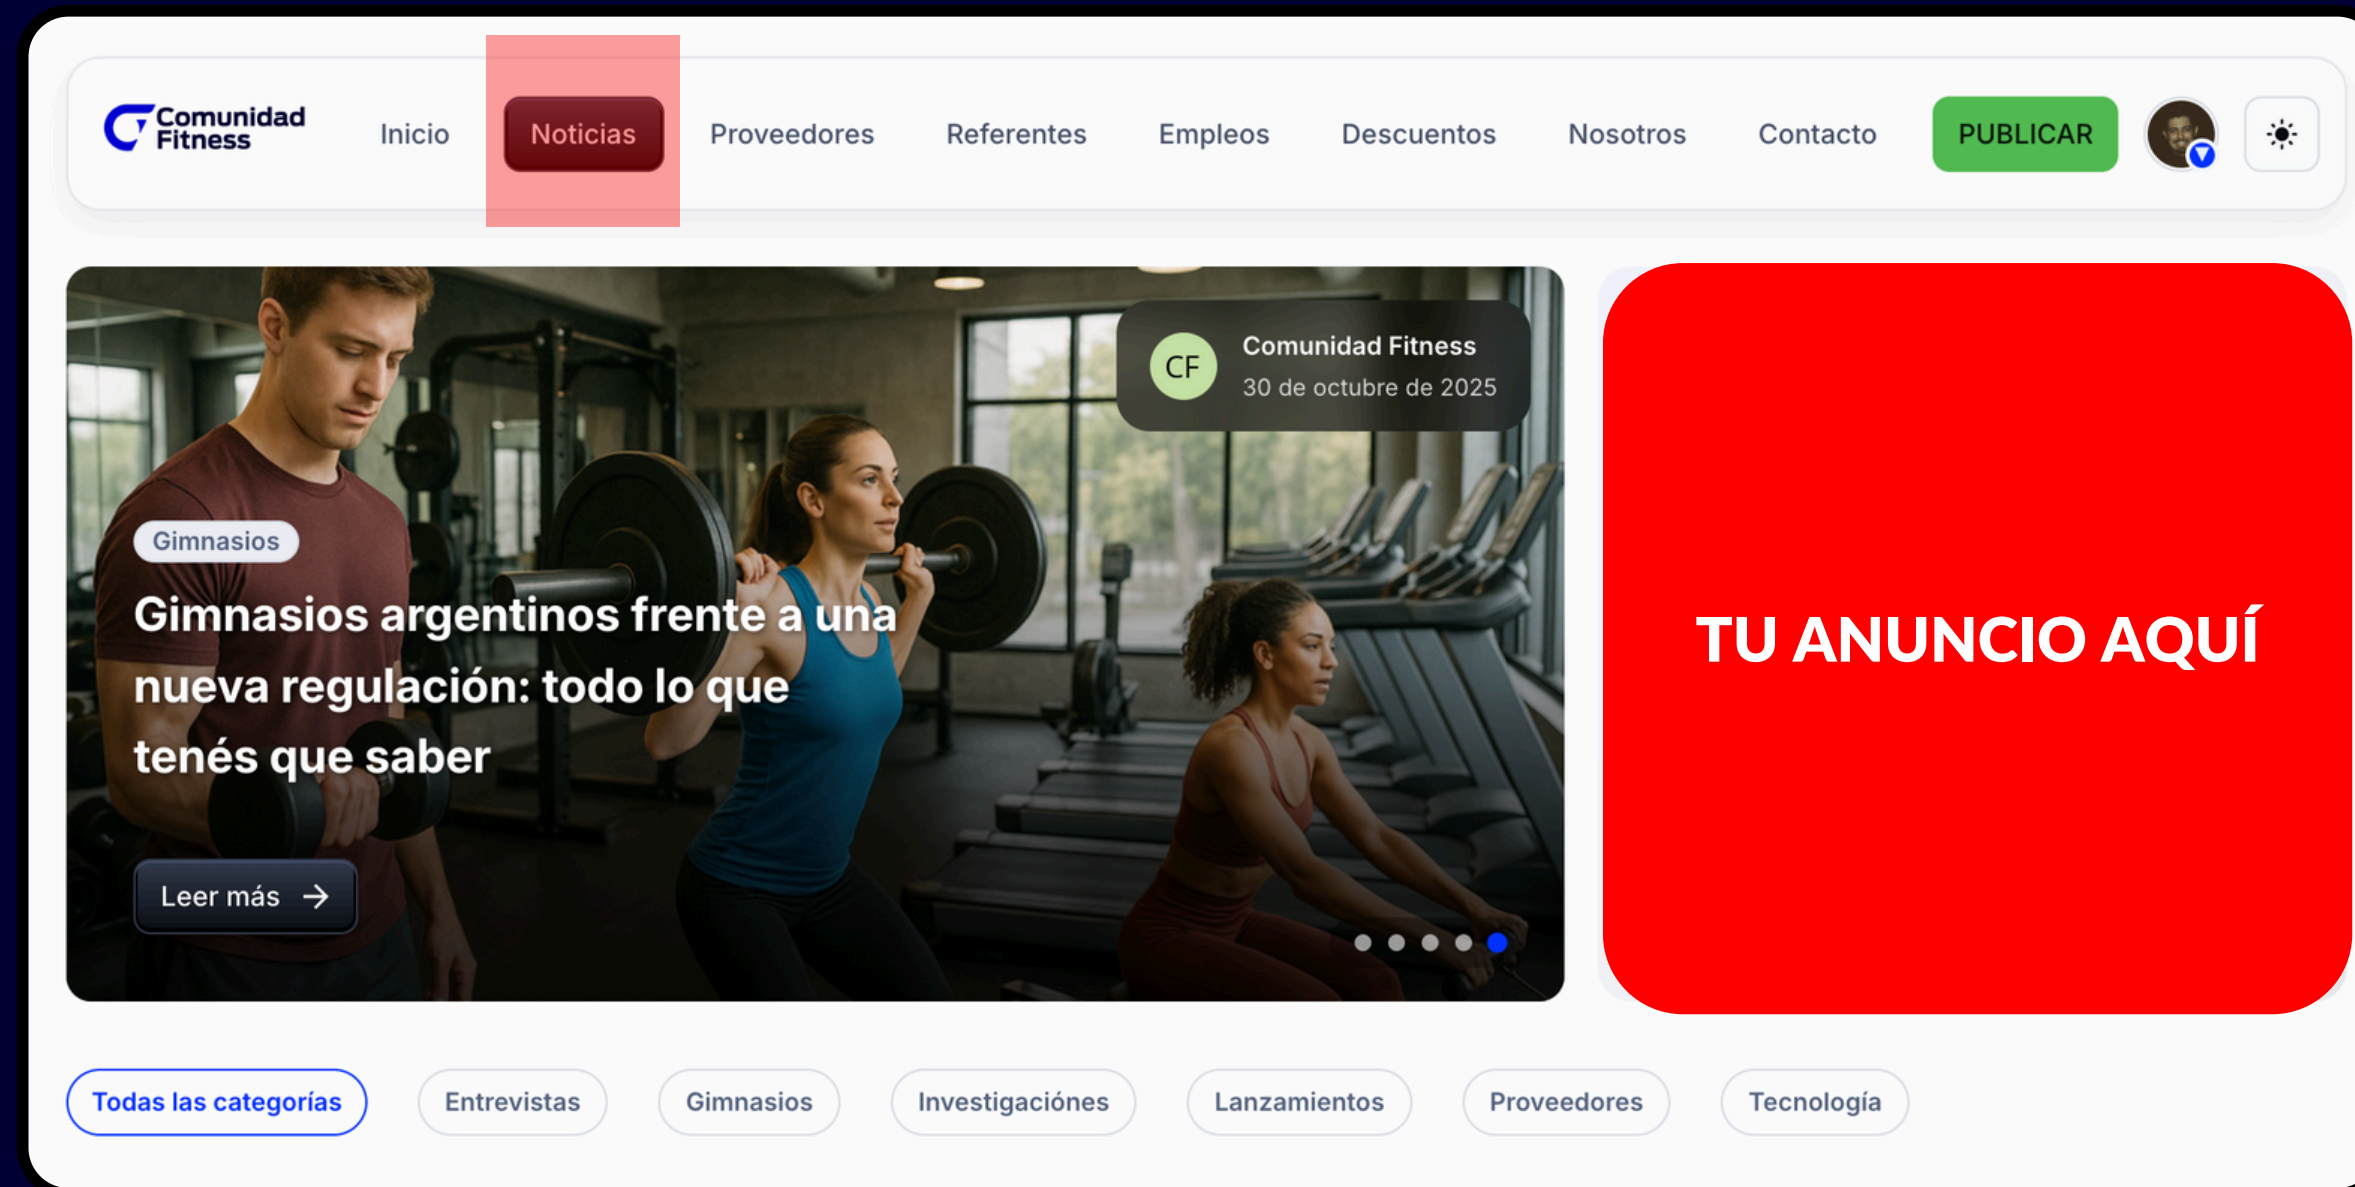 Comunidad
Fitness
Inicio
Noticias
Proveedores
Referentes
Empleos
Descuentos
Nosotros
Contacto
PUBLICAR
CF
Comunidad Fitness
30 de octubre de 2025
Gimnasios
Gimnasios argentinos frente a una
nueva regulación: todo lo que
tenés que saber
Leer más
TU ANUNCIO AQUÍ
Todas las categorías
Entrevistas
Gimnasios
Investigaciónes
Lanzamientos
Proveedores
Tecnología